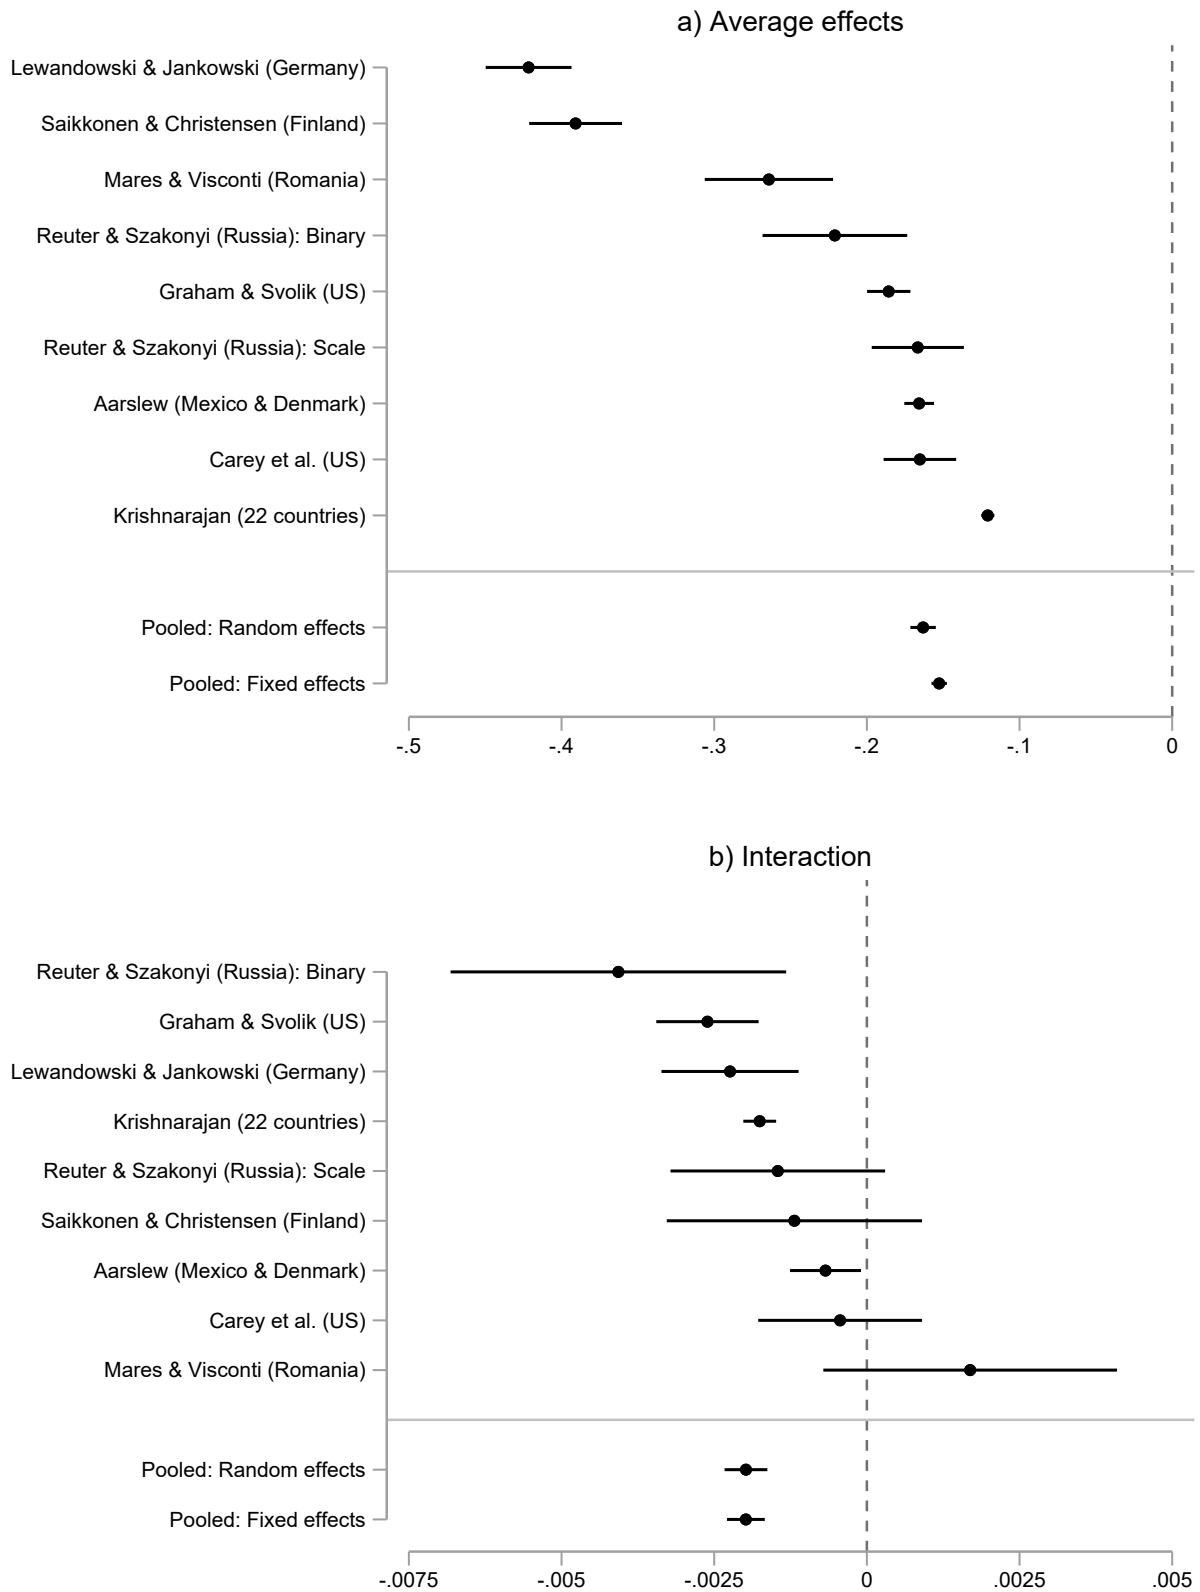 a) Average effects
Lewandowski & Jankowski (Germany)
Saikkonen & Christensen (Finland)
Mares & Visconti (Romania)
Reuter & Szakonyi (Russia): Binary
Graham & Svolik (US)
Reuter & Szakonyi (Russia): Scale
Aarslew (Mexico & Denmark)
Carey et al. (US)
Krishnarajan (22 countries)
Pooled: Random effects
Pooled: Fixed effects
-.5 -.4 -.3 -.2 -.1 0
b) Interaction
Reuter & Szakonyi (Russia): Binary
Graham & Svolik (US)
Lewandowski & Jankowski (Germany)
Krishnarajan (22 countries)
Reuter & Szakonyi (Russia): Scale
Saikkonen & Christensen (Finland)
Aarslew (Mexico & Denmark)
Carey et al. (US)
Mares & Visconti (Romania)
Pooled: Random effects
Pooled: Fixed effects
-.0075 -.005 -.0025 0 .0025 .005